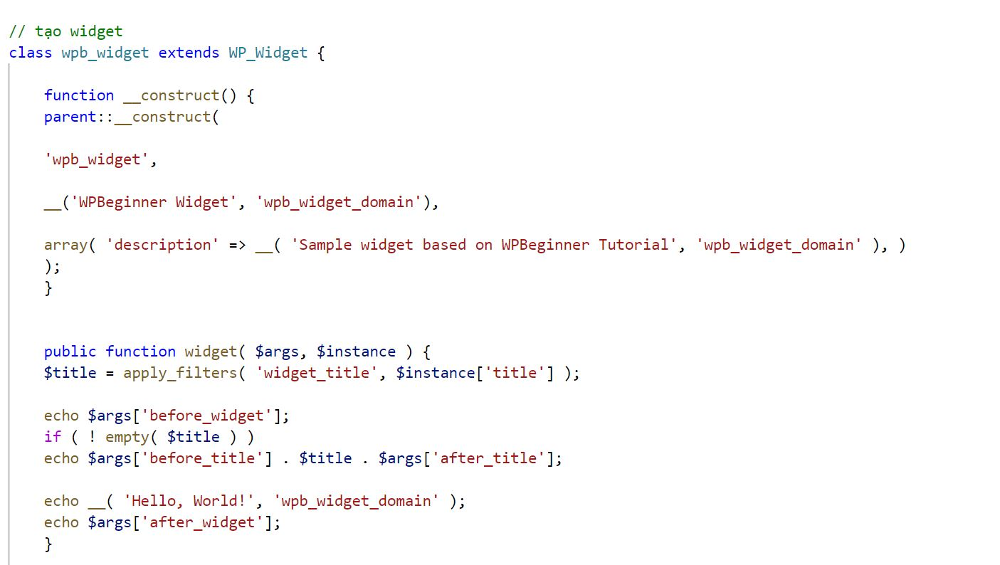 // tạo widget
class wpb_widget extends WP_Widget {
function __construct() {
parent::__construct(
'wpb_widget',
__('WPBeginner Widget', 'wpb_widget_domain'),
array( 'description' => __( 'Sample widget based on WPBeginner Tutorial', 'wpb_widget_domain' ), )
);
}
public function widget( $args, $instance ) {
$title = apply_filters( 'widget_title', $instance['title'] );
echo $args['before_widget'];
if ( ! empty( $title ) )
echo $args['before_title'] . $title . $args['after_title'];
echo __( 'Hello, World!', 'wpb_widget_domain' );
echo $args['after_widget'];
}